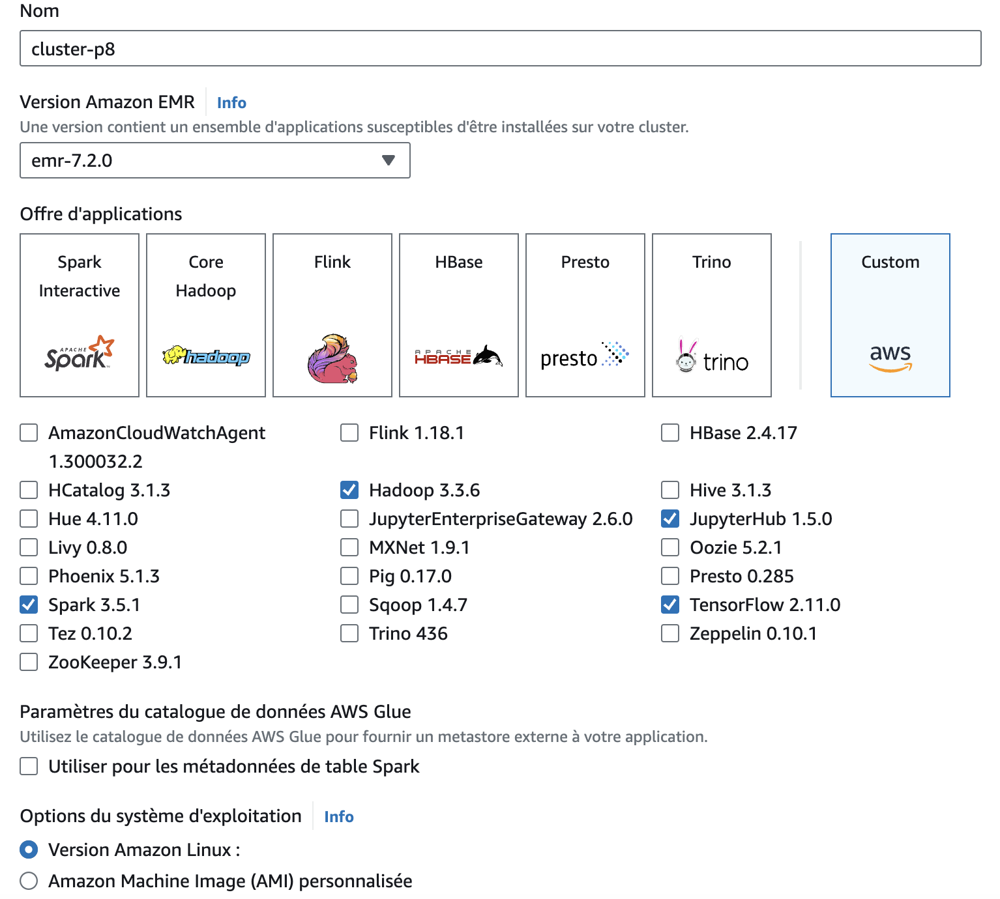 Nom
cluster-p8
Version Amazon EMR Info
Une version contient un ensemble d'applications susceptibles d'être installées sur votre cluster.
emr-7.2.0
Offre d'applications
Spark Interactive
APACHE Spark™
Core Hadoop
hadoop
Flink
HBase
APACHE HBASE
Presto
presto
Trino
trino
Custom
aws
AmazonCloudWatchAgent 1.300032.2
Flink 1.18.1
HBase 2.4.17
HCatalog 3.1.3
Hadoop 3.3.6
Hive 3.1.3
Hue 4.11.0
JupyterEnterpriseGateway 2.6.0
JupyterHub 1.5.0
Livy 0.8.0
MXNet 1.9.1
Oozie 5.2.1
Phoenix 5.1.3
Pig 0.17.0
Presto 0.285
Spark 3.5.1
Sqoop 1.4.7
TensorFlow 2.11.0
Tez 0.10.2
Trino 436
Zeppelin 0.10.1
ZooKeeper 3.9.1
Paramètres du catalogue de données AWS Glue
Utilisez le catalogue de données AWS Glue pour fournir un metastore externe à votre application.
Utiliser pour les métadonnées de table Spark
Options du système d'exploitation Info
Version Amazon Linux :
Amazon Machine Image (AMI) personnalisée